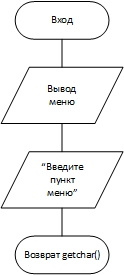 Вход
Вывод
меню
“Введите
пункт
меню”
Возврат getchar()